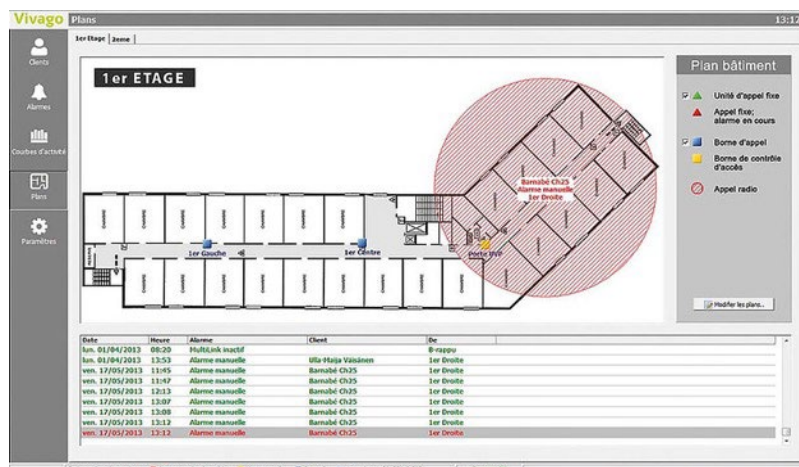 Vivago Plans 13:12
1er Etage 2eme
Clients
Alarmes
Courbes d'activité
Plans
Paramètres
1er ETAGE
Barnabé Ch25
Alarme manuelle
1er Droite
1er Gauche
1er Centre
Porte UVP
Plan bâtiment
Unité d'appel fixe
Appel fixe;
alarme en cours
Borne d'appel
Borne de contrôle
d'accès
Appel radio
Modifier les plans...
Date Heure Alarme Client De
lun. 01/04/2013 08:20 MultiLink inactif B-rappu
lun. 01/04/2013 13:53 Alarme manuelle Ulla-Maija Väisänen 1er Droite
ven. 17/05/2013 11:45 Alarme manuelle Barnabé Ch25 1er Droite
ven. 17/05/2013 11:47 Alarme manuelle Barnabé Ch25 1er Droite
ven. 17/05/2013 12:13 Alarme manuelle Barnabé Ch25 1er Droite
ven. 17/05/2013 13:07 Alarme manuelle Barnabé Ch25 1er Droite
ven. 17/05/2013 13:08 Alarme manuelle Barnabé Ch25 1er Droite
ven. 17/05/2013 13:12 Alarme manuelle Barnabé Ch25 1er Droite
ven. 17/05/2013 13:12 Alarme manuelle Barnabé Ch25 1er Droite